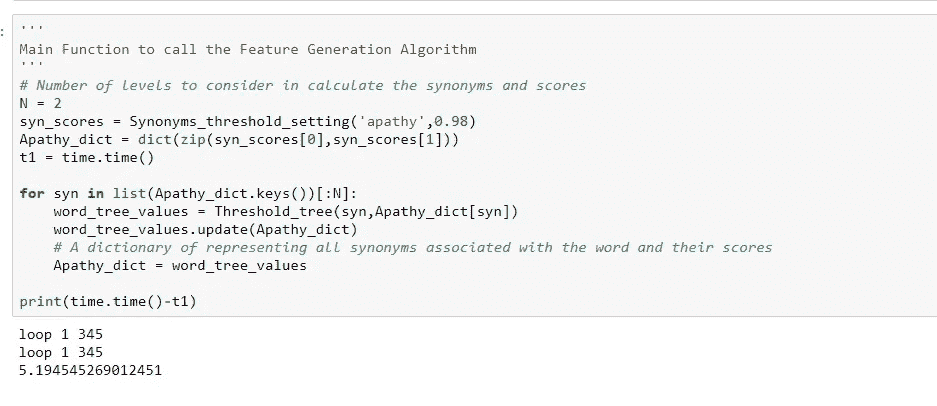 :
'''
Main Function to call the Feature Generation Algorithm
'''
# Number of levels to consider in calculate the synonyms and scores
N = 2
syn_scores = Synonyms_threshold_setting('apathy',0.98)
Apathy_dict = dict(zip(syn_scores[0],syn_scores[1]))
t1 = time.time()
for syn in list(Apathy_dict.keys())[:N]:
    word_tree_values = Threshold_tree(syn,Apathy_dict[syn])
    word_tree_values.update(Apathy_dict)
    # A dictionary of representing all synonyms associated with the word and their scores
    Apathy_dict = word_tree_values
print(time.time()-t1)
loop 1 345
loop 1 345
5.194545269012451